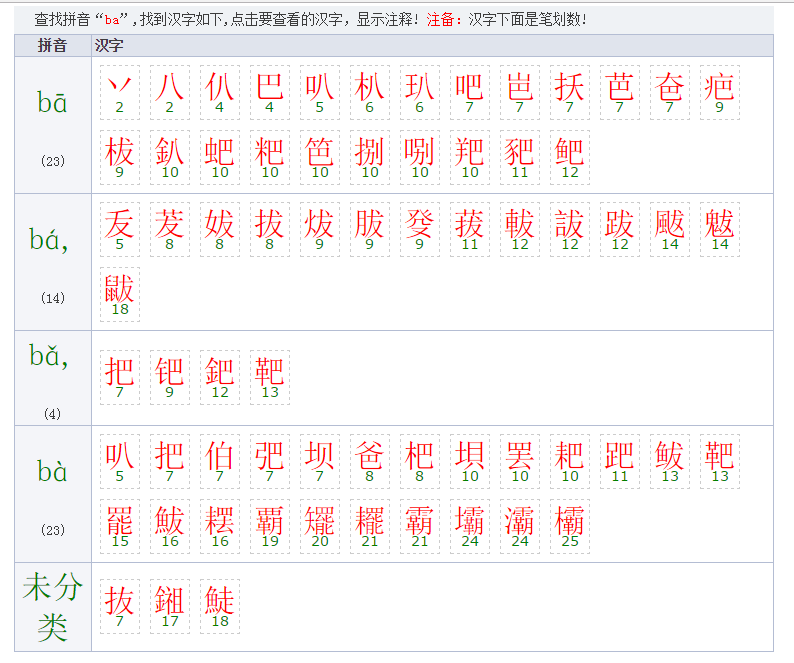 查找拼音“ba”,找到汉字如下,点击要查看的汉字，显示注释! 注备：汉字下面是笔划数!
拼音 汉字
bā
(23)
丷 八 仈 巴 叭 朳 玐 吧 岜 扷 芭 夿 疤
2 2 4 4 5 6 6 7 7 7 7 7 9
柭 釟 蚆 粑 笆 捌 哵 羓 豝 鲃
9 10 10 10 10 10 10 10 11 12
bá,
(14)
叐 茇 妭 拔 炦 胈 癹 菝 軷 詙 跋 颰 魃
5 8 8 8 9 9 9 11 12 12 12 14 14
鼥
18
bǎ,
(4)
把 钯 鈀 靶
7 9 12 13
bà
(23)
叭 把 伯 弝 坝 爸 杷 垻 罢 耙 跁 鲅 靶
5 7 7 7 7 8 8 10 10 10 11 13 13
罷 鮁 耀 覇 矲 糶 霸 壩 灞 欛
15 16 16 19 20 21 21 24 24 25
未分
类
抜
7 17 18